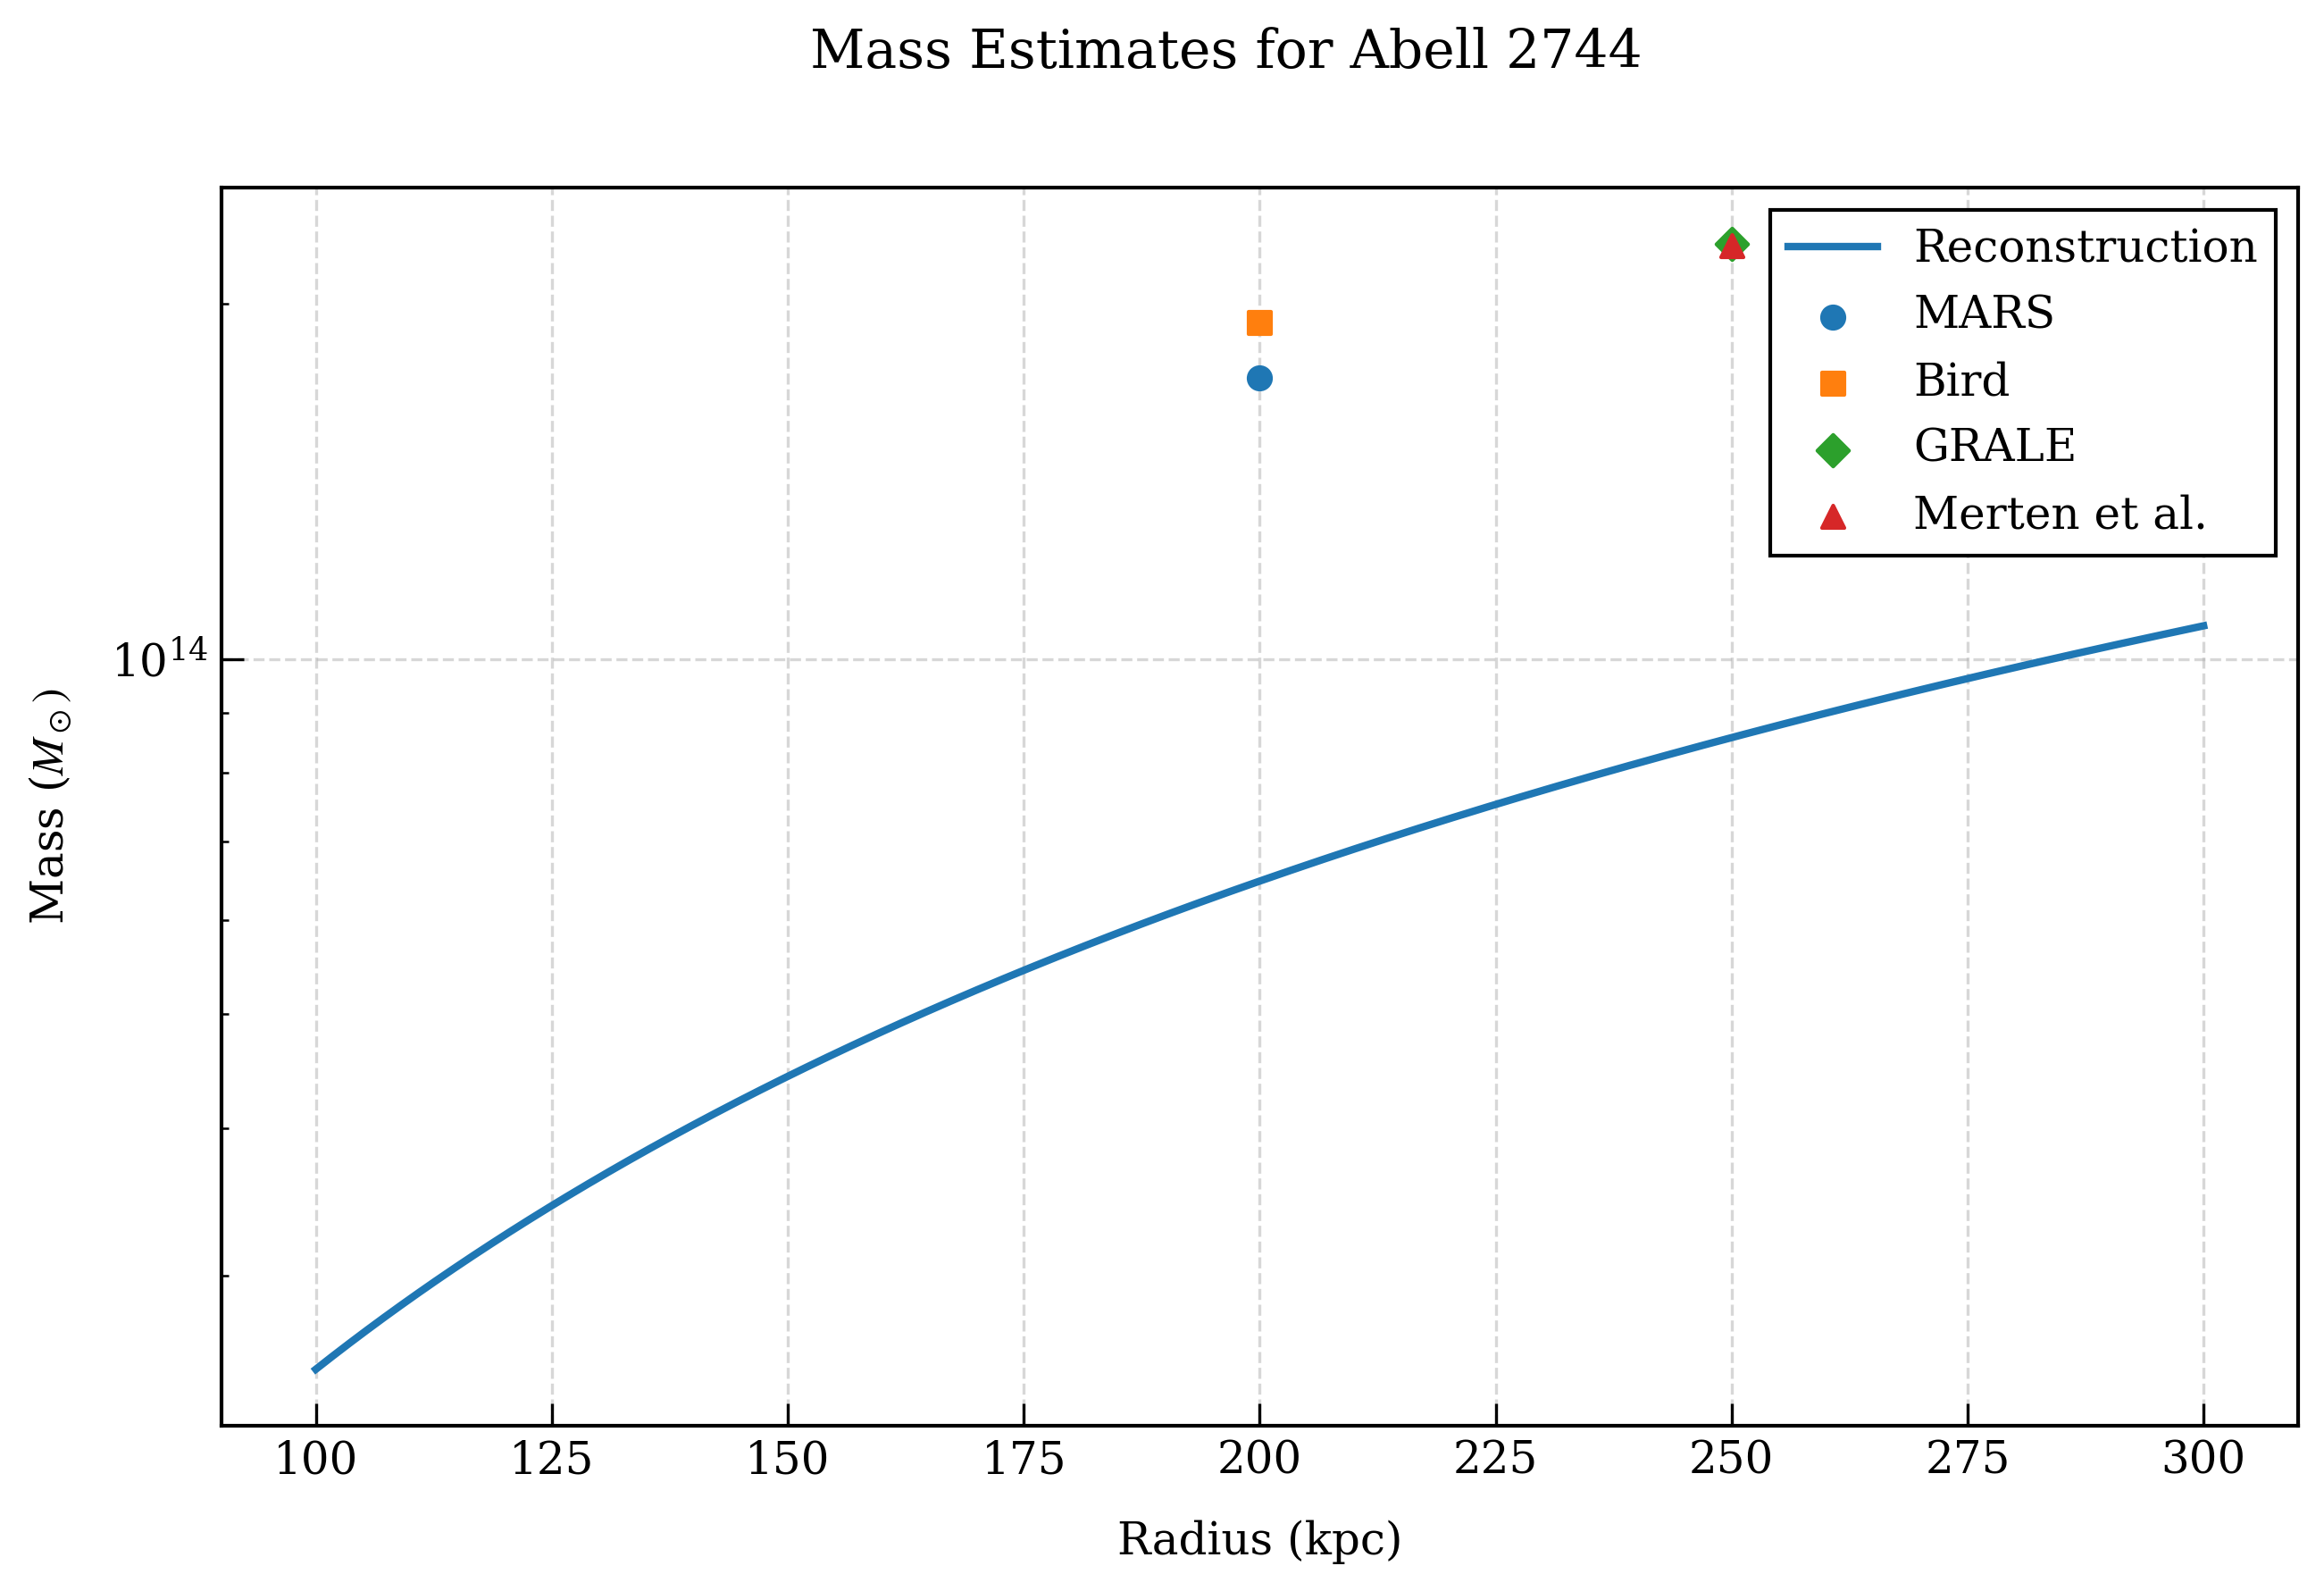 Mass Estimates for Abell 2744
Reconstruction
MARS
Bird
GRALE
Merten et al.
10^14
Mass (M_⊙)
100 125 150 175 200 225 250 275 300
Radius (kpc)